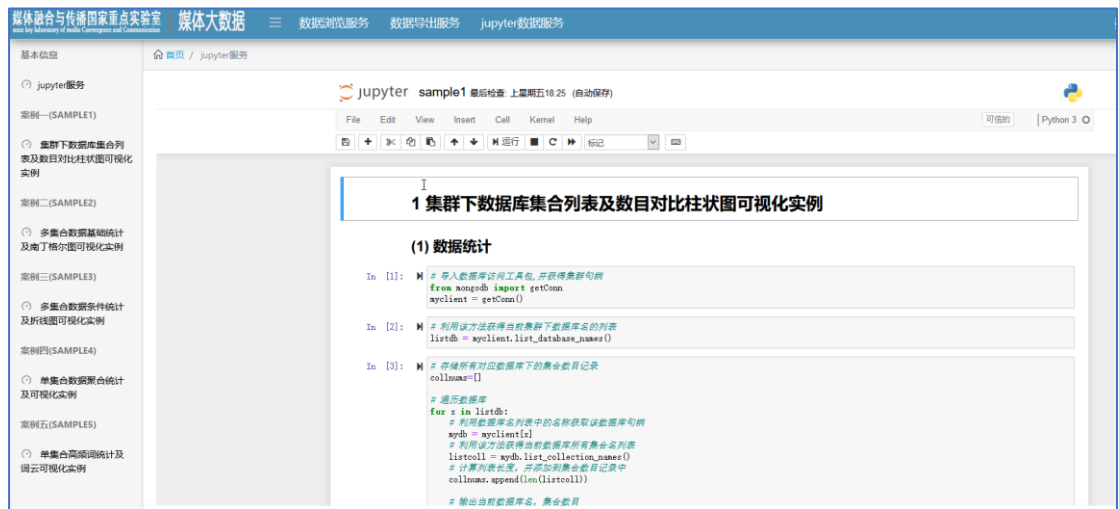 媒体融合与传播国家重点实验室
state key laboratory of media Convergence and Communication
媒体大数据
数据浏览服务 数据导出服务 jupyter数据服务
基本信息
首页 / jupyter服务
jupyter服务
案例一(SAMPLE1)
集群下数据库集合列
表及数目对比柱状图可视化
实例
案例二(SAMPLE2)
多集合数据基础统计
及南丁格尔图可视化实例
案例三(SAMPLE3)
多集合数据条件统计
及折线图可视化实例
案例四(SAMPLE4)
单集合数据聚合统计
及可视化实例
案例五(SAMPLE5)
单集合高频词统计及
词云可视化实例
jupyter sample1 最后检查: 上星期五18:25 (自动保存)
File Edit View Insert Cell Kernel Help 可信的 Python 3
运行 标记
1 集群下数据库集合列表及数目对比柱状图可视化实例
(1) 数据统计
In [1]: # 导入数据库访问工具包,并获得集群句柄
from mongodb import getConn
myclient = getConn()
In [2]: # 利用该方法获得当前集群下数据库名的列表
listdb = myclient.list_database_names()
In [3]: # 存储所有对应数据库下的集合数目记录
collnums=[]
# 遍历数据库
for x in listdb:
# 利用数据库名列表中的名称获取该数据库句柄
mydb = myclient[x]
# 利用该方法获得当前数据库所有集合名列表
listcoll = mydb.list_collection_names()
# 计算列表长度，并添加到集合数目记录中
collnums.append(len(listcoll))
# 输出当前数据库名，集合数目